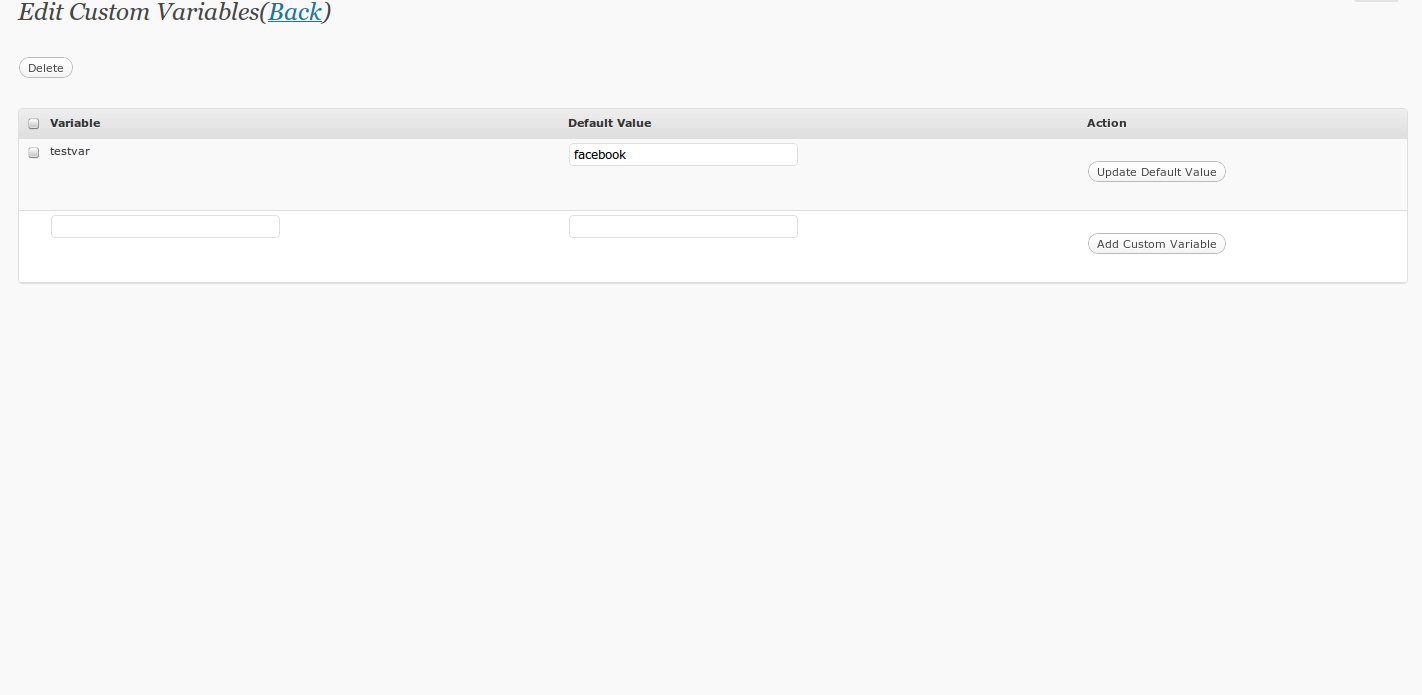 Edit Custom Variables(Back)
Delete
Variable Default Value Action
testvar facebook
Update Default Value
Add Custom Variable